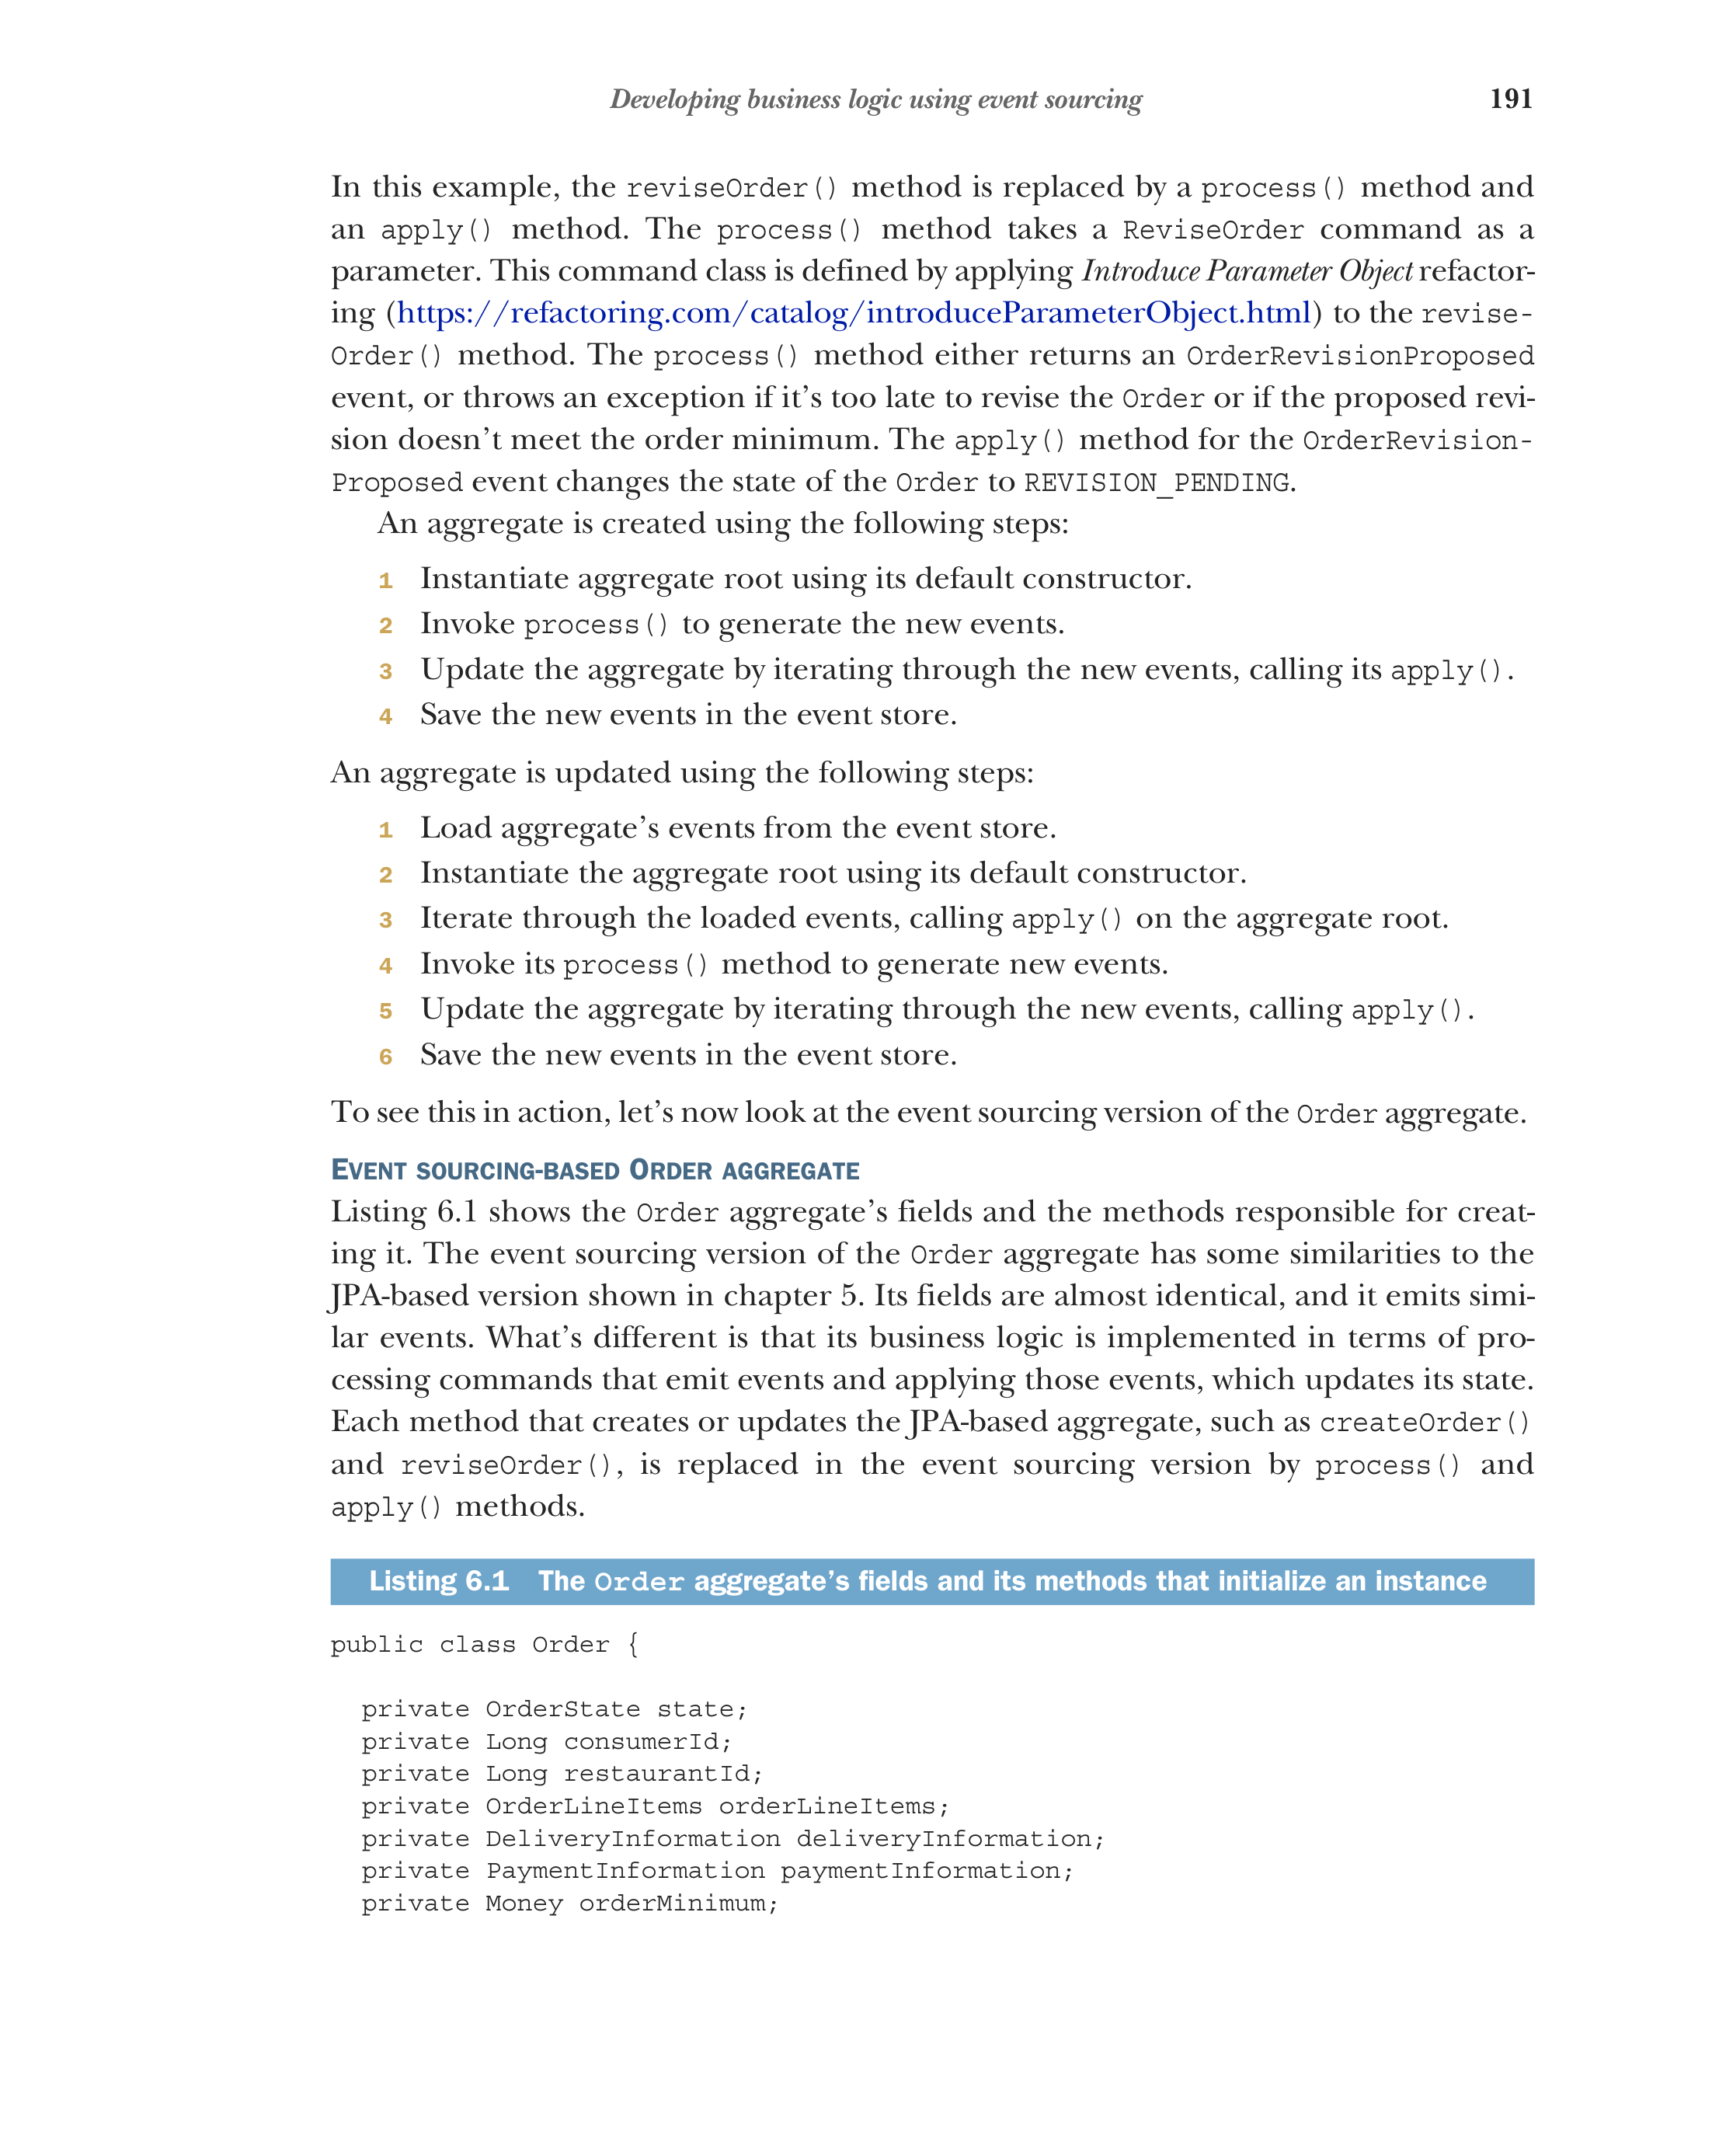 Developing business logic using event sourcing 191
In this example, the reviseOrder() method is replaced by a process() method and
an apply() method. The process() method takes a ReviseOrder command as a
parameter. This command class is defined by applying Introduce Parameter Object refactor-
ing (https://refactoring.com/catalog/introduceParameterObject.html) to the revise-
Order() method. The process() method either returns an OrderRevisionProposed
event, or throws an exception if it's too late to revise the Order or if the proposed revi-
sion doesn't meet the order minimum. The apply() method for the OrderRevision-
Proposed event changes the state of the Order to REVISION_PENDING.
An aggregate is created using the following steps:
1 Instantiate aggregate root using its default constructor.
2 Invoke process() to generate the new events.
3 Update the aggregate by iterating through the new events, calling its apply().
4 Save the new events in the event store.
An aggregate is updated using the following steps:
1 Load aggregate's events from the event store.
2 Instantiate the aggregate root using its default constructor.
3 Iterate through the loaded events, calling apply() on the aggregate root.
4 Invoke its process() method to generate new events.
5 Update the aggregate by iterating through the new events, calling apply().
6 Save the new events in the event store.
To see this in action, let's now look at the event sourcing version of the Order aggregate.
EVENT SOURCING-BASED ORDER AGGREGATE
Listing 6.1 shows the Order aggregate's fields and the methods responsible for creat-
ing it. The event sourcing version of the Order aggregate has some similarities to the
JPA-based version shown in chapter 5. Its fields are almost identical, and it emits simi-
lar events. What's different is that its business logic is implemented in terms of pro-
cessing commands that emit events and applying those events, which updates its state.
Each method that creates or updates the JPA-based aggregate, such as createOrder()
and reviseOrder(), is replaced in the event sourcing version by process() and
apply() methods.
Listing 6.1 The Order aggregate's fields and its methods that initialize an instance
public class Order {
private OrderState state;
private Long consumerId;
private Long restaurantId;
private OrderLineItems orderLineItems;
private DeliveryInformation deliveryInformation;
private PaymentInformation paymentInformation;
private Money orderMinimum;